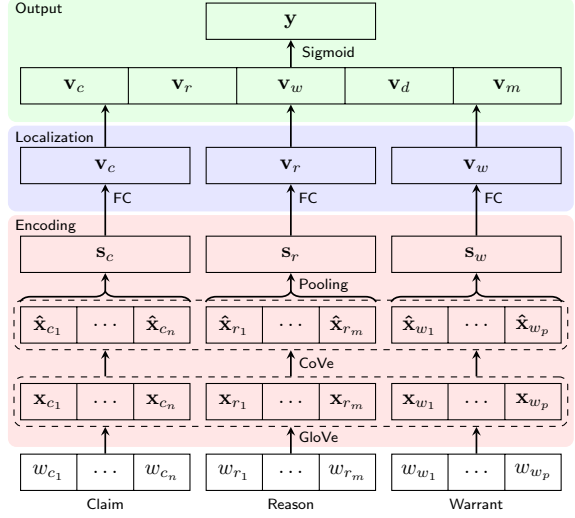 Output
y
Sigmoid
v_c v_r v_w v_d v_m
Localization
v_c v_r v_w
FC FC FC
Encoding
s_c s_r s_w
Pooling
x̂_{c_1} ... x̂_{c_n} x̂_{r_1} ... x̂_{r_m} x̂_{w_1} ... x̂_{w_p}
CoVe
x_{c_1} ... x_{c_n} x_{r_1} ... x_{r_m} x_{w_1} ... x_{w_p}
GloVe
w_{c_1} ... w_{c_n} w_{r_1} ... w_{r_m} w_{w_1} ... w_{w_p}
Claim Reason Warrant